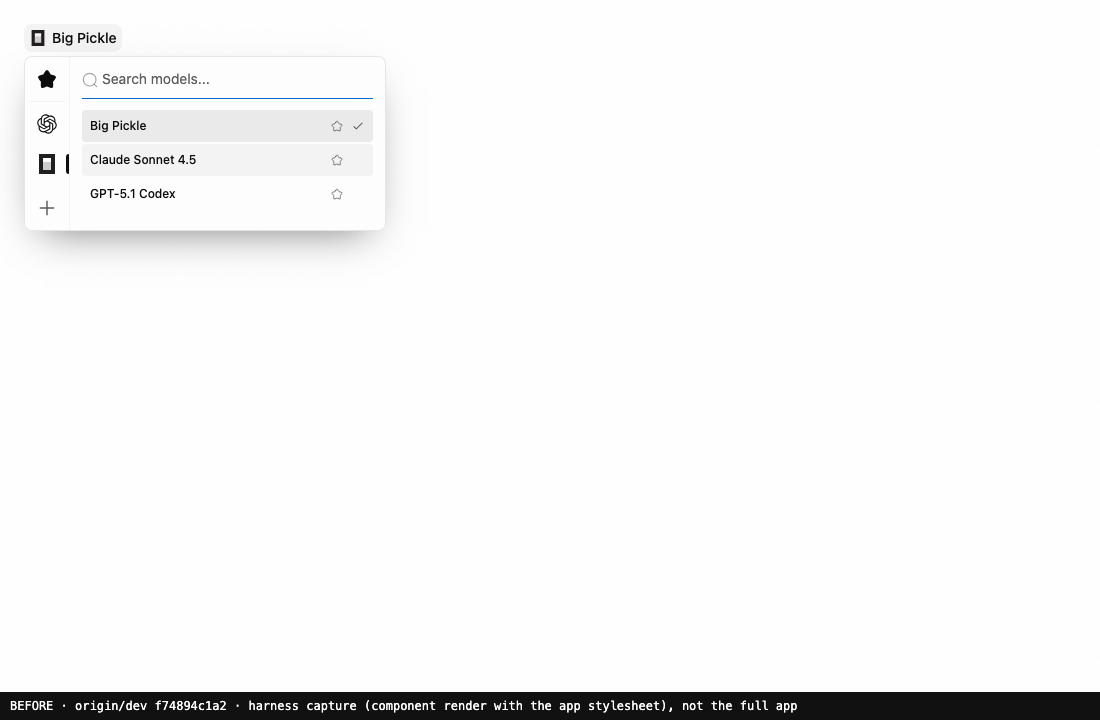 Big Pickle
Search models...
Big Pickle
Claude Sonnet 4.5
GPT-5.1 Codex
BEFORE · origin/dev f74894c1a2 · harness capture (component render with the app stylesheet), not the full app